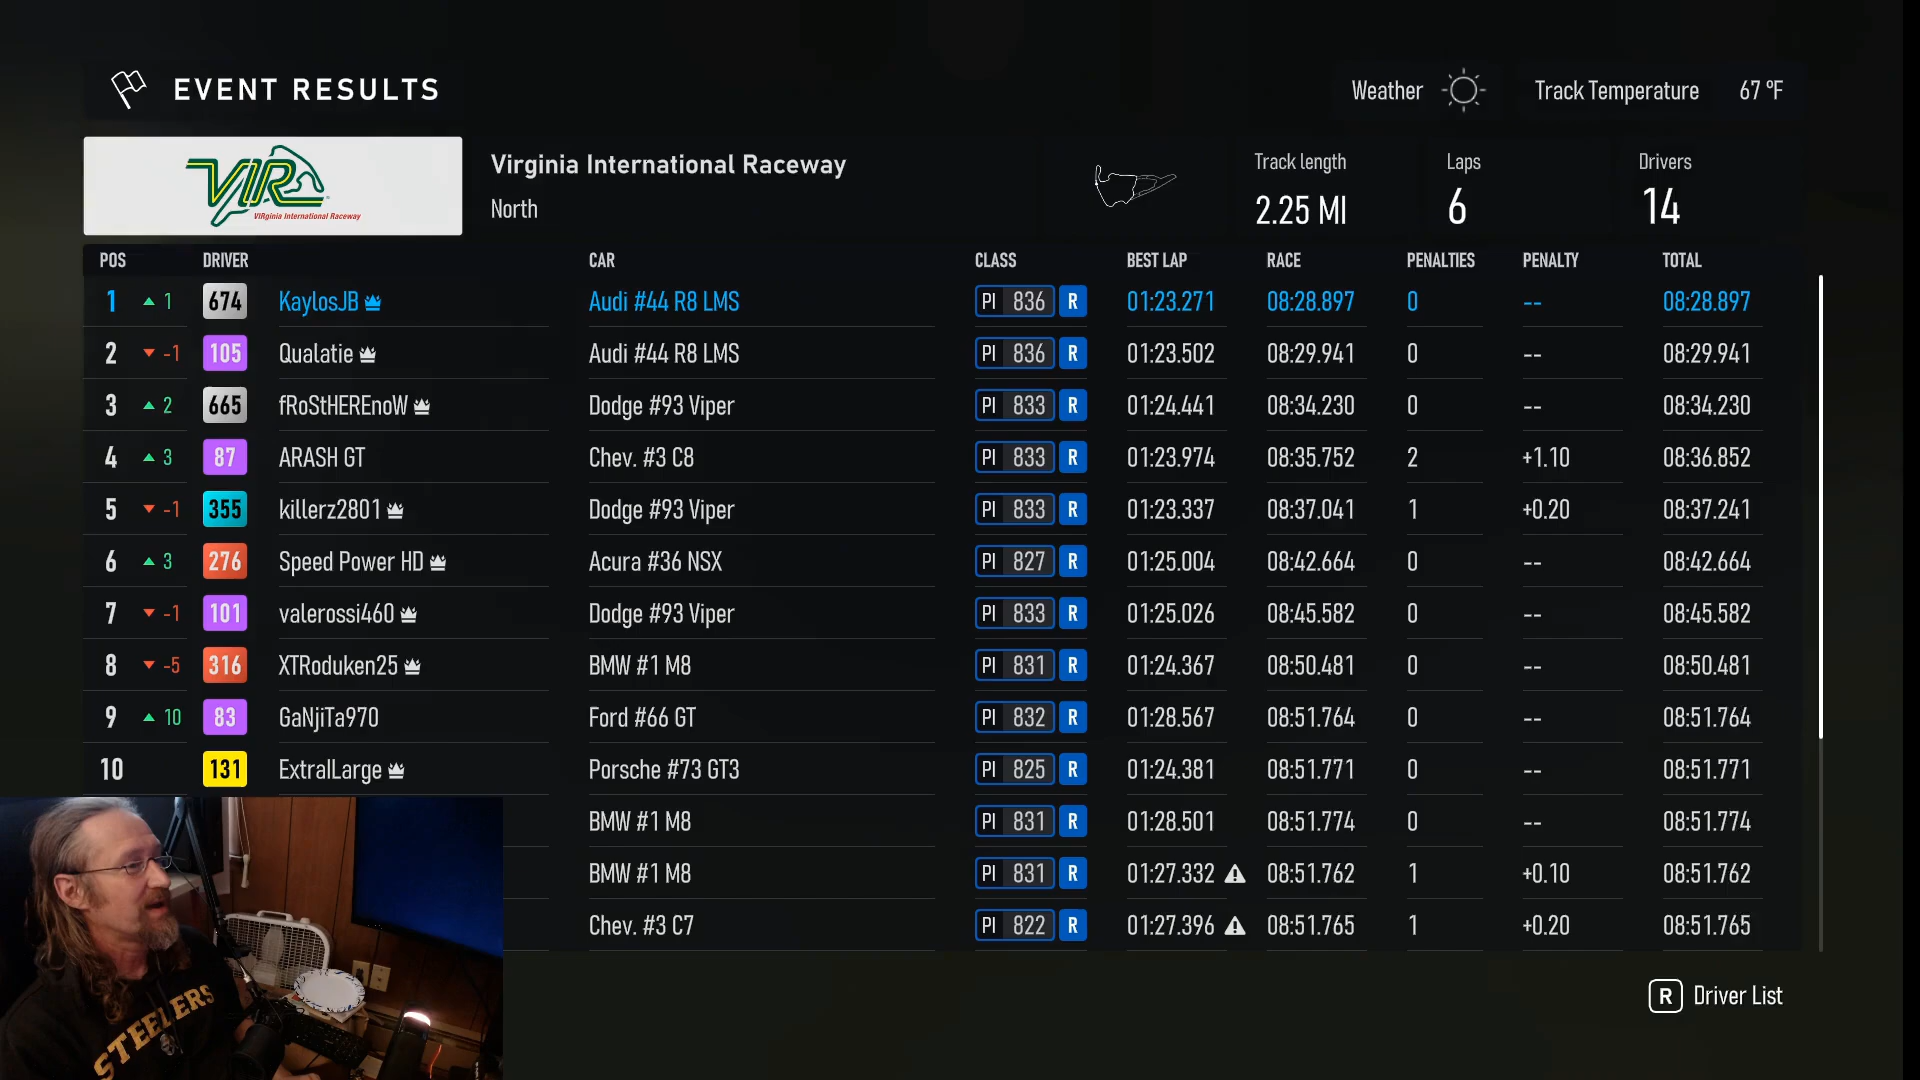 EVENT RESULTS
Weather Track Temperature 67 °F
VIR
VIRginia International Raceway
Virginia International Raceway
North
Track length Laps Drivers
2.25 MI 6 14
POS DRIVER CAR CLASS BEST LAP RACE PENALTIES PENALTY TOTAL
1 1 674 KaylosJB Audi #44 R8 LMS PI 836 R 01:23.271 08:28.897 0 -- 08:28.897
2 -1 105 Qualatie Audi #44 R8 LMS PI 836 R 01:23.502 08:29.941 0 -- 08:29.941
3 2 665 fRoStHEREnoW Dodge #93 Viper PI 833 R 01:24.441 08:34.230 0 -- 08:34.230
4 3 87 ARASH GT Chev. #3 C8 PI 833 R 01:23.974 08:35.752 2 +1.10 08:36.852
5 -1 355 killerz2801 Dodge #93 Viper PI 833 R 01:23.337 08:37.041 1 +0.20 08:37.241
6 3 276 Speed Power HD Acura #36 NSX PI 827 R 01:25.004 08:42.664 0 -- 08:42.664
7 -1 101 valerossi460 Dodge #93 Viper PI 833 R 01:25.026 08:45.582 0 -- 08:45.582
8 -5 316 XTRoduken25 BMW #1 M8 PI 831 R 01:24.367 08:50.481 0 -- 08:50.481
9 10 83 GaNjiTa970 Ford #66 GT PI 832 R 01:28.567 08:51.764 0 -- 08:51.764
10 131 ExtralLarge Porsche #73 GT3 PI 825 R 01:24.381 08:51.771 0 -- 08:51.771
BMW #1 M8 PI 831 R 01:28.501 08:51.774 0 -- 08:51.774
BMW #1 M8 PI 831 R 01:27.332 08:51.762 1 +0.10 08:51.762
Chev. #3 C7 PI 822 R 01:27.396 08:51.765 1 +0.20 08:51.765
STEELERS
R Driver List